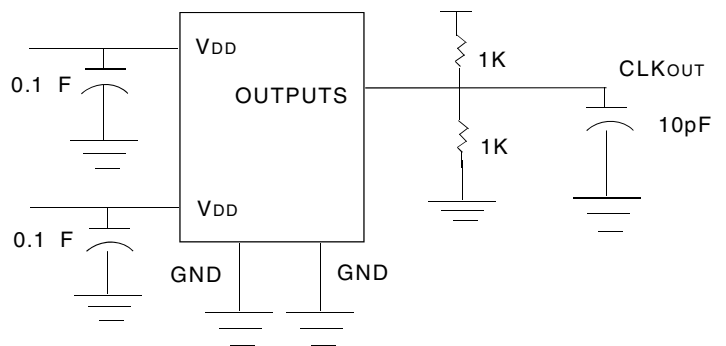 VDD
0.1 F
OUTPUTS
1K
CLKOUT
10pF
1K
VDD
0.1 F
GND
GND